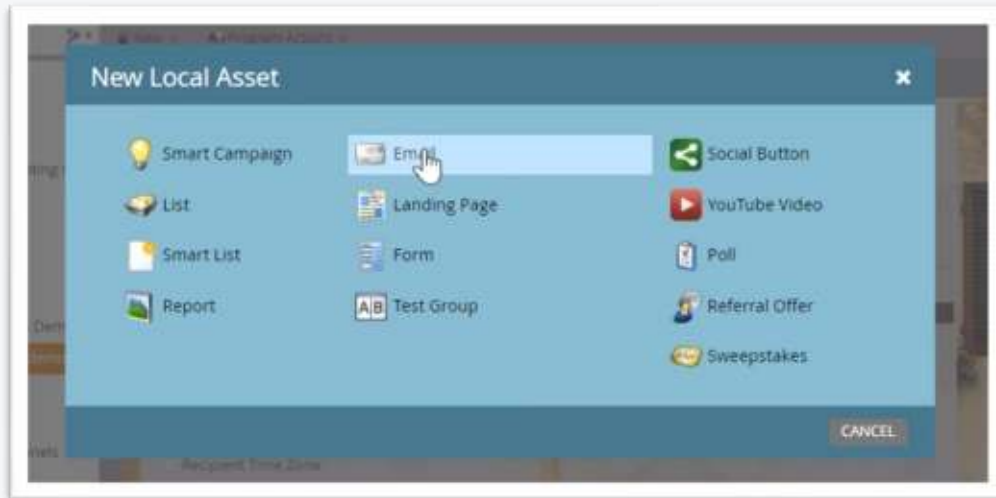 New Local Asset
Smart Campaign
Email
Social Button
List
Landing Page
YouTube Video
Smart List
Form
Poll
Report
A B Test Group
Referral Offer
Sweepstakes
CANCEL
Recipient Time Zone